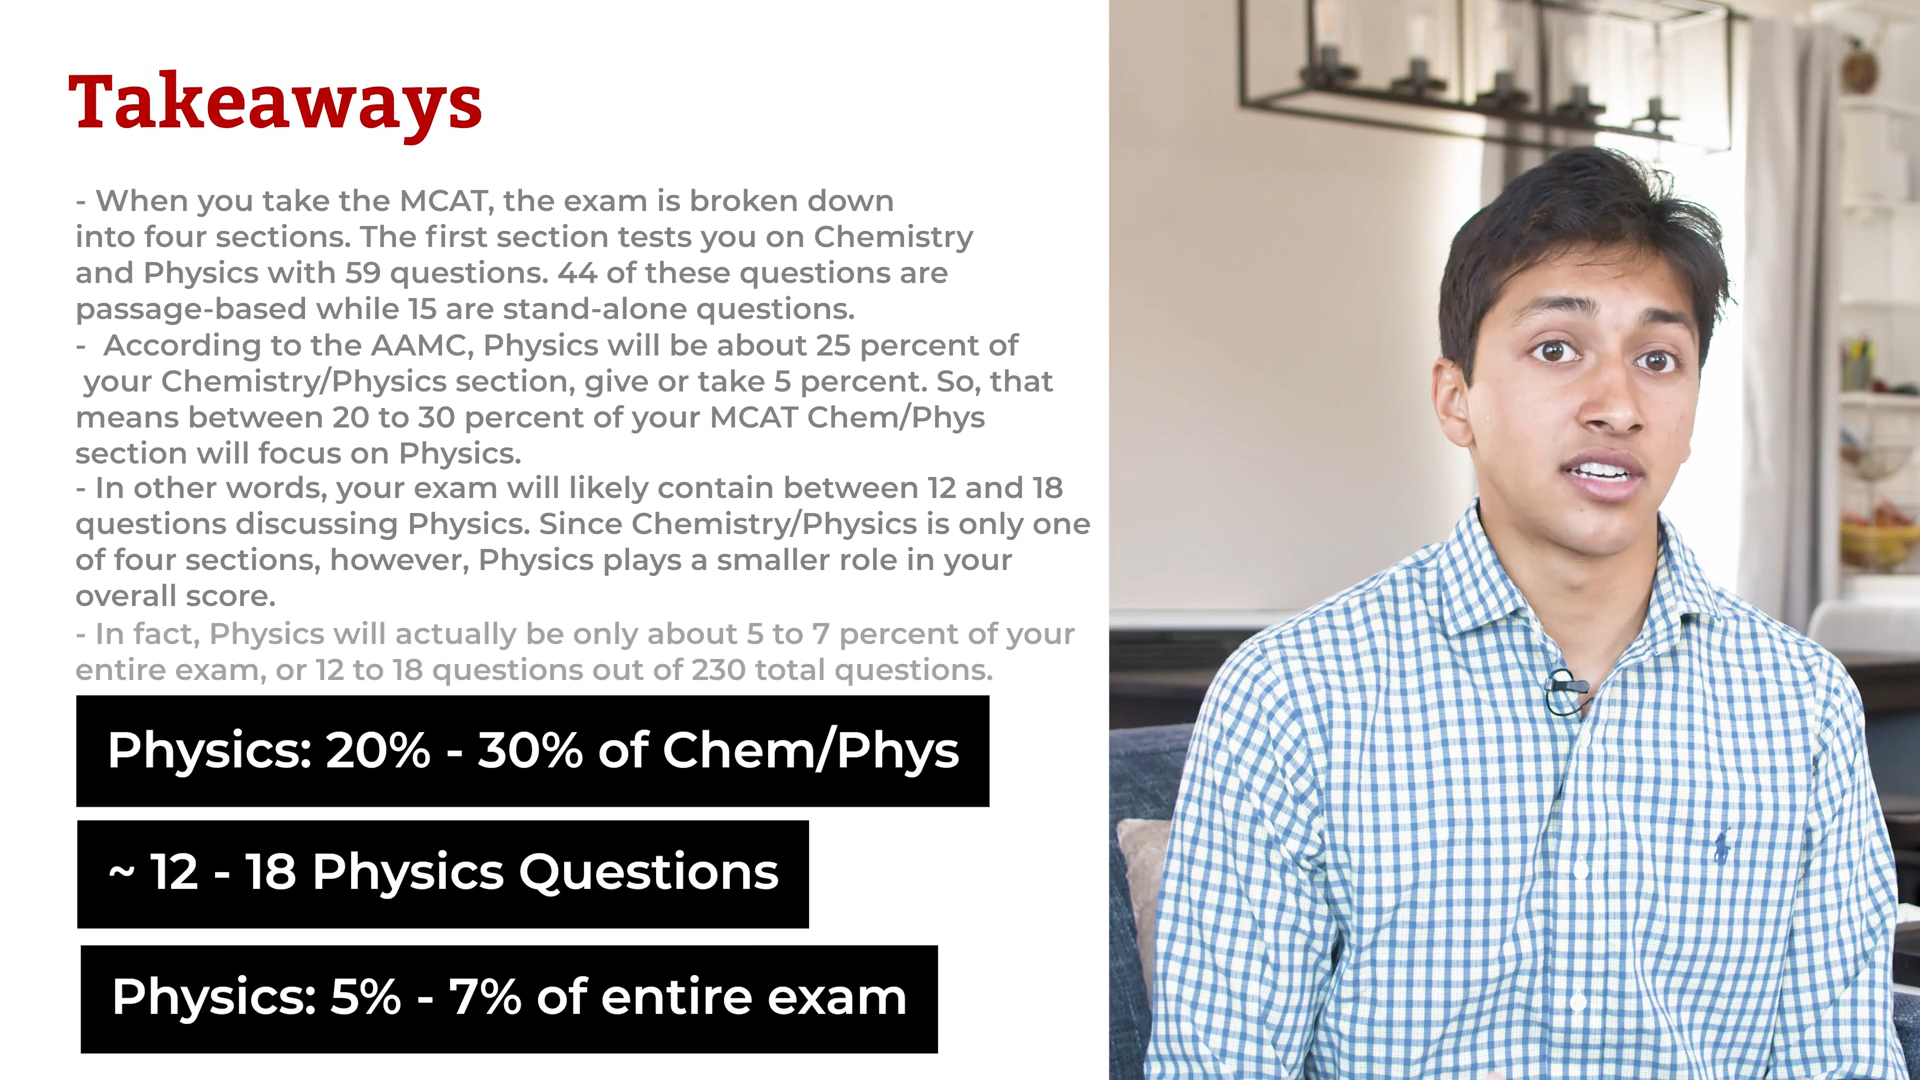 Takeaways
- When you take the MCAT, the exam is broken down
into four sections. The first section tests you on Chemistry
and Physics with 59 questions. 44 of these questions are
passage-based while 15 are stand-alone questions.
- According to the AAMC, Physics will be about 25 percent of
your Chemistry/Physics section, give or take 5 percent. So, that
means between 20 to 30 percent of your MCAT Chem/Phys
section will focus on Physics.
- In other words, your exam will likely contain between 12 and 18
questions discussing Physics. Since Chemistry/Physics is only one
of four sections, however, Physics plays a smaller role in your
overall score.
- In fact, Physics will actually be only about 5 to 7 percent of your
entire exam, or 12 to 18 questions out of 230 total questions.
Physics: 20% - 30% of Chem/Phys
~ 12 - 18 Physics Questions
Physics: 5% - 7% of entire exam